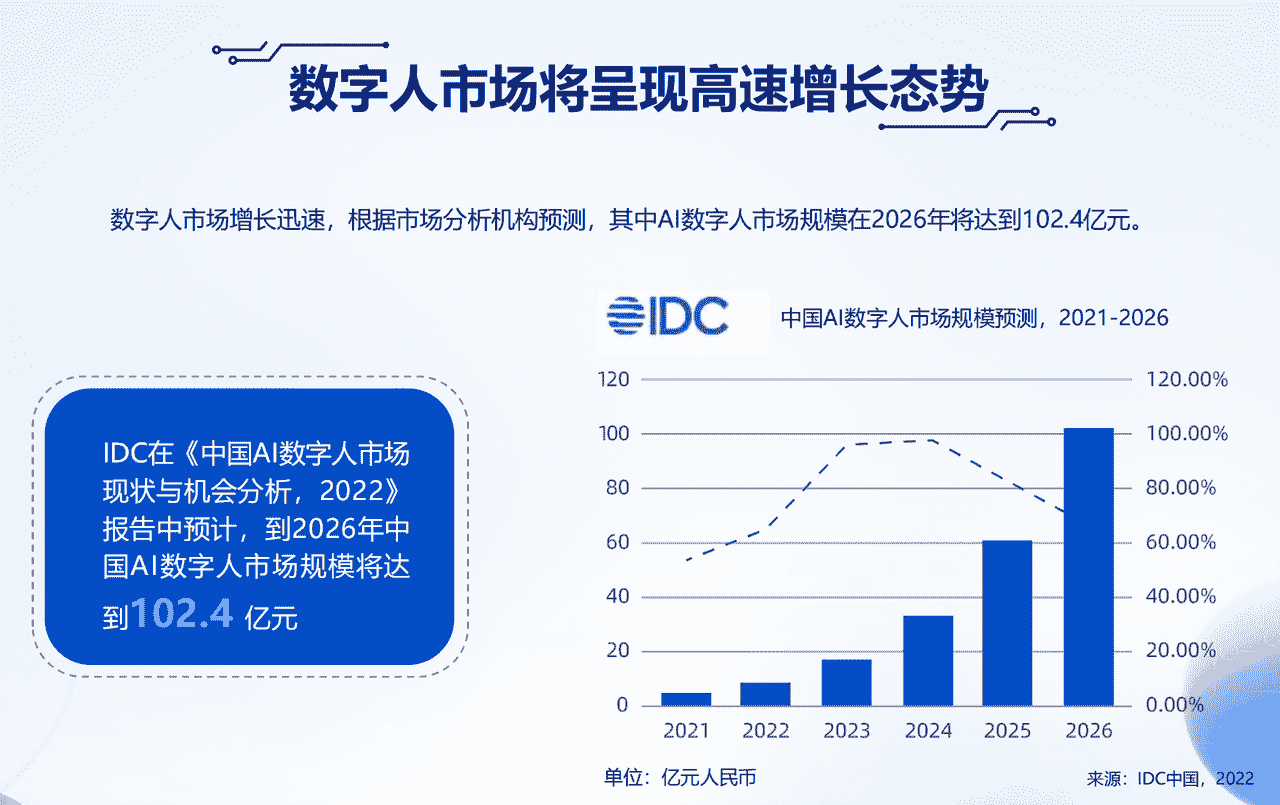 数字人市场将呈现高速增长态势
数字人市场增长迅速，根据市场分析机构预测，其中AI数字人市场规模在2026年将达到102.4亿元。
IDC在《中国AI数字人市场
现状与机会分析，2022》
报告中预计，到2026年中
国AI数字人市场规模将达
到102.4 亿元
IDC 中国AI数字人市场规模预测，2021-2026
120 120.00%
100 100.00%
80 80.00%
60 60.00%
40 40.00%
20 20.00%
0 0.00%
2021 2022 2023 2024 2025 2026
单位：亿元人民币 来源：IDC中国，2022